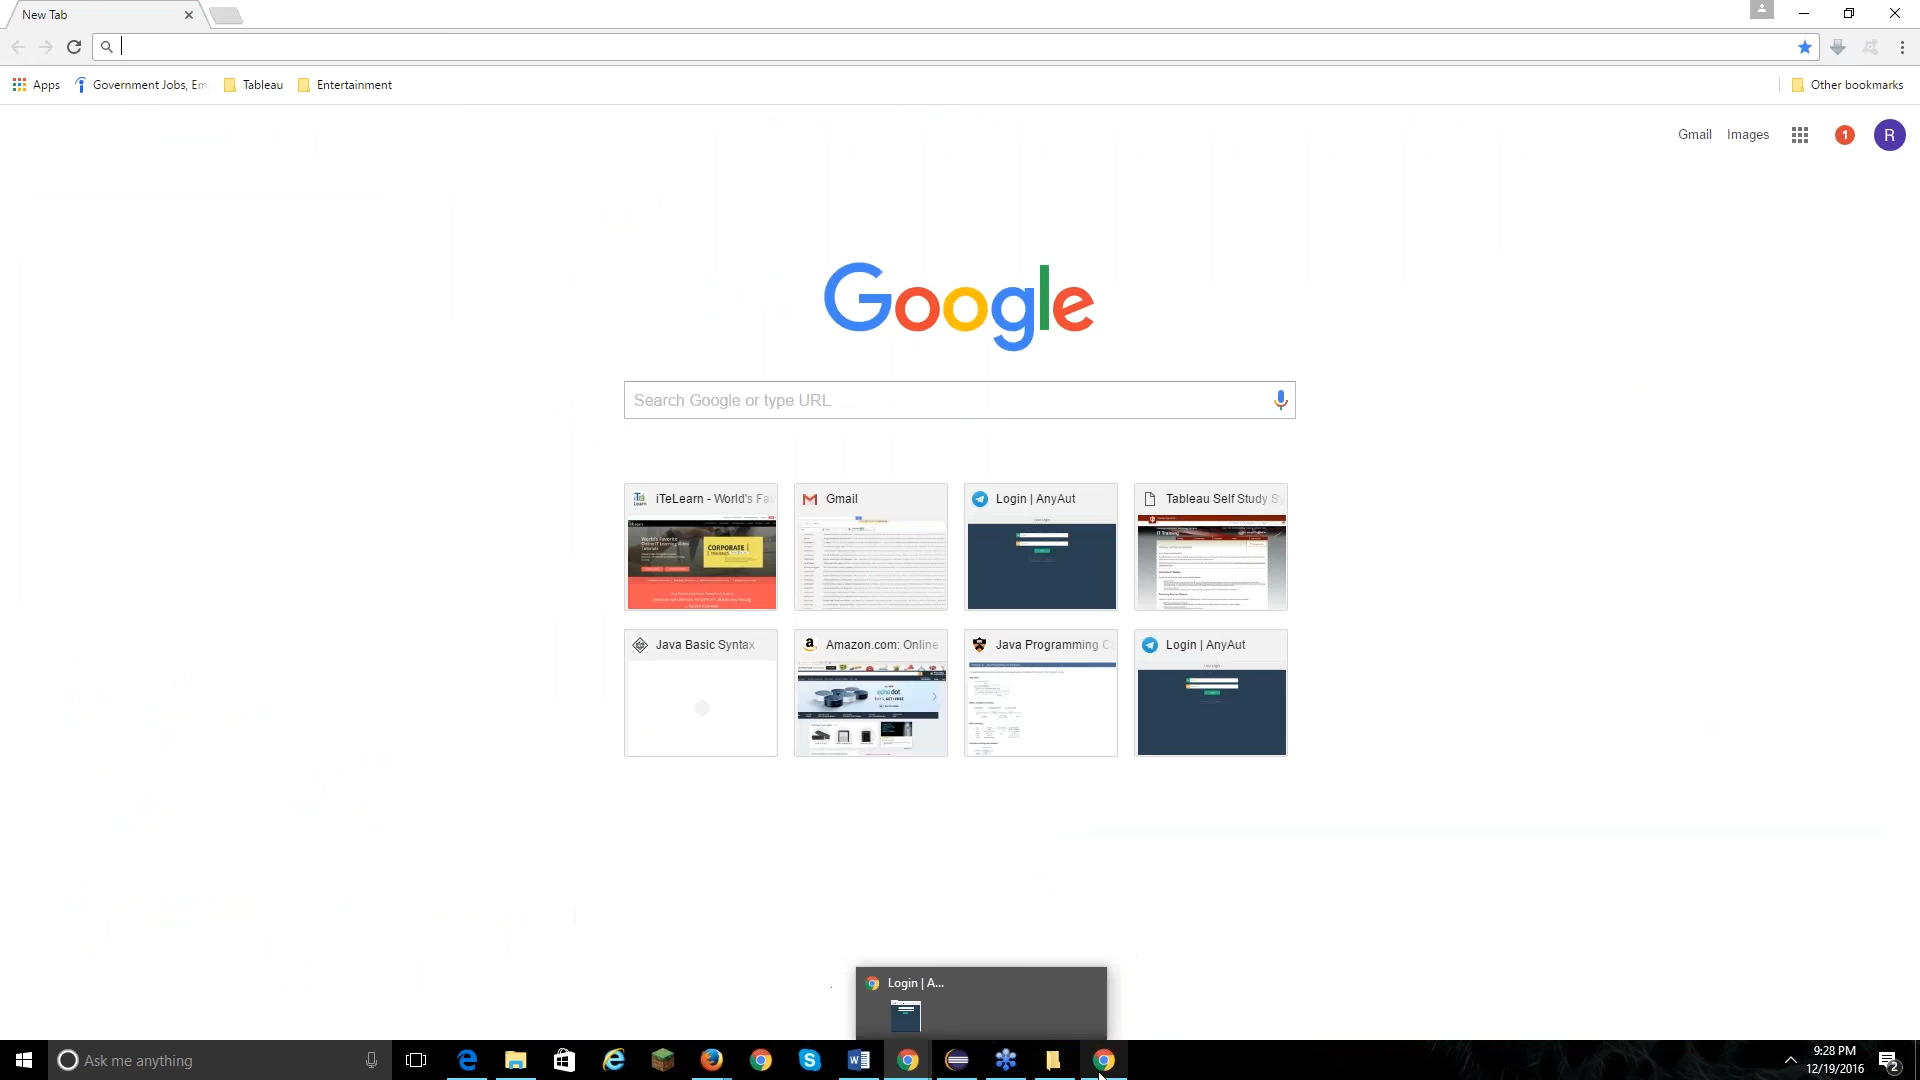 New Tab
Apps
Government Jobs, Em
Tableau
Entertainment
Other bookmarks
Gmail
Images
1
R
Google
Search Google or type URL
iTeLearn - World's Fa
Gmail
Login | AnyAut
Tableau Self Study S
CORPORATE
Java Basic Syntax
Amazon.com: Online
Java Programming C
Login | AnyAut
echo dot
Login | A...
Ask me anything
9:28 PM
12/19/2016
2